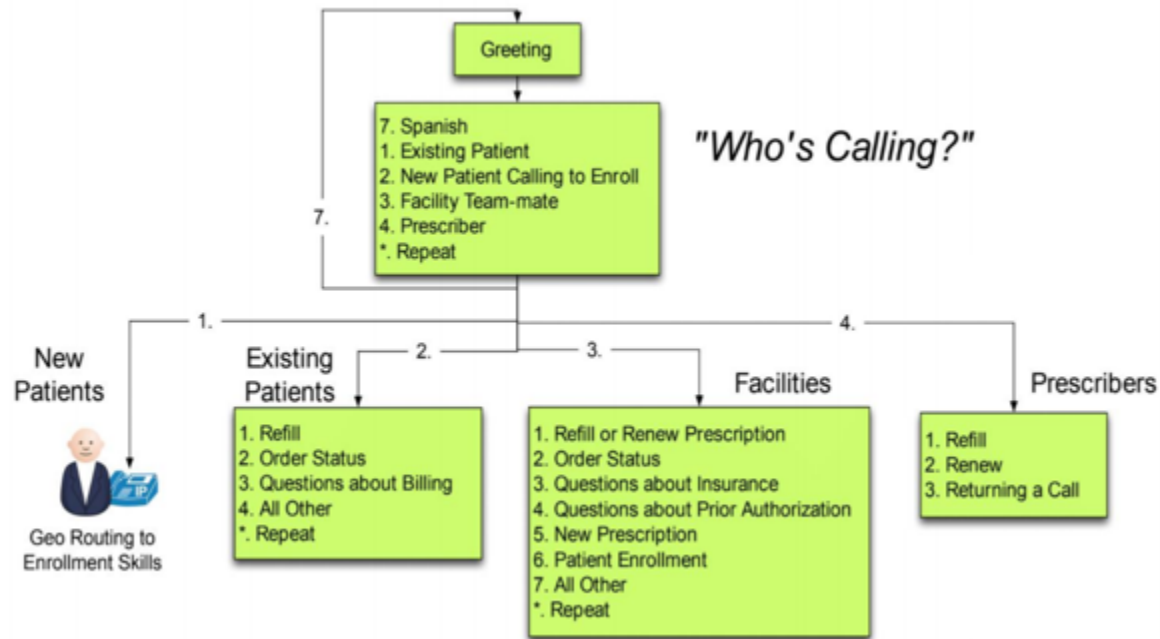 Greeting
7. Spanish
1. Existing Patient
2. New Patient Calling to Enroll
3. Facility Team-mate
4. Prescriber
*. Repeat
"Who's Calling?"
7.
1.
2.
3.
4.
New
Patients
Geo Routing to
Enrollment Skills
Existing
Patients
1. Refill
2. Order Status
3. Questions about Billing
4. All Other
*. Repeat
Facilities
1. Refill or Renew Prescription
2. Order Status
3. Questions about Insurance
4. Questions about Prior Authorization
5. New Prescription
6. Patient Enrollment
7. All Other
*. Repeat
Prescribers
1. Refill
2. Renew
3. Returning a Call
IP